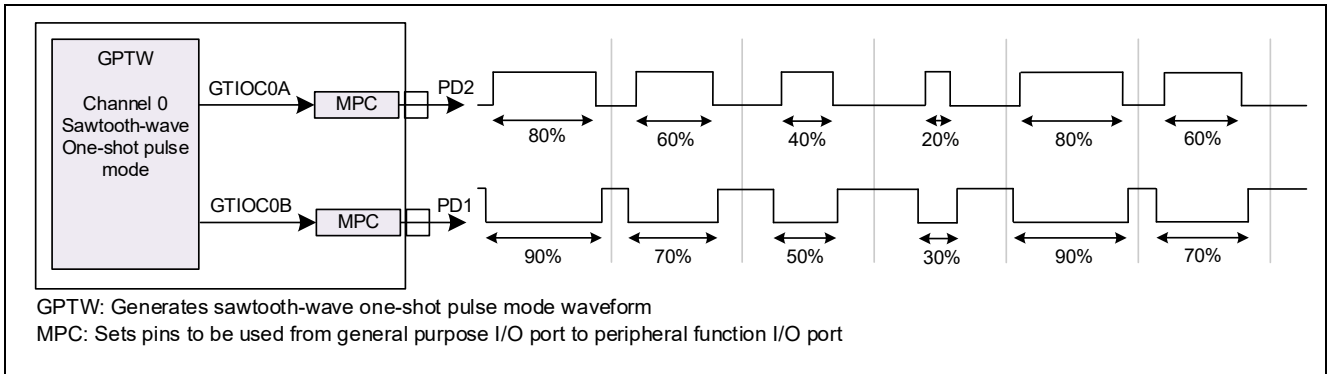 GPTW
Channel 0
Sawtooth-wave
One-shot pulse
mode
GTIOC0A
MPC
PD2
80%
60%
40%
20%
80%
60%
GTIOC0B
MPC
PD1
90%
70%
50%
30%
90%
70%
GPTW: Generates sawtooth-wave one-shot pulse mode waveform
MPC: Sets pins to be used from general purpose I/O port to peripheral function I/O port